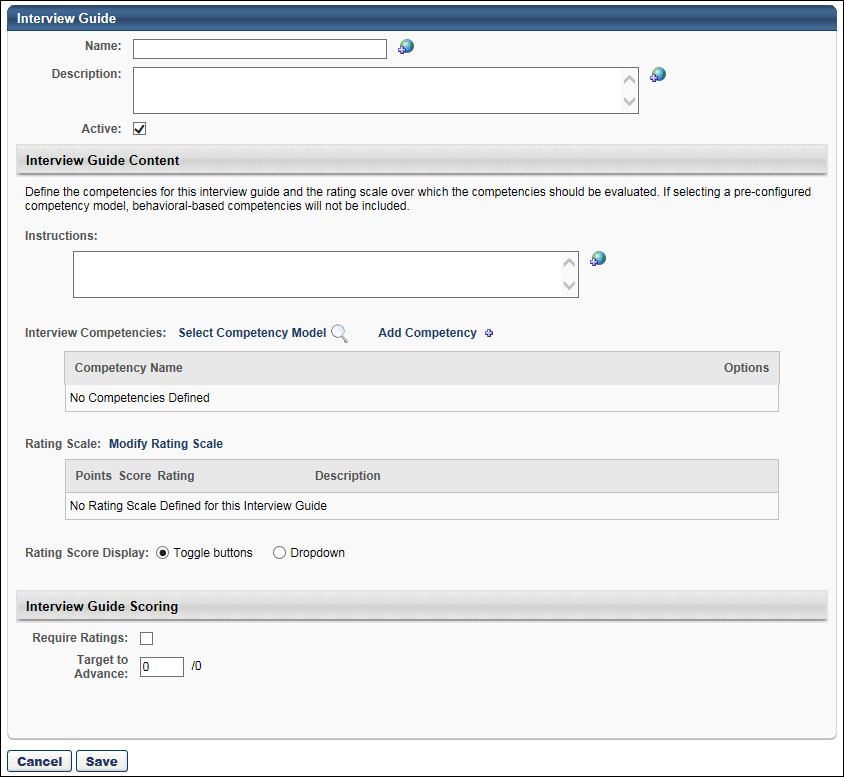 Interview Guide
Name:
Description:
Active:
Interview Guide Content
Define the competencies for this interview guide and the rating scale over which the competencies should be evaluated. If selecting a pre-configured
competency model, behavioral-based competencies will not be included.
Instructions:
Interview Competencies: Select Competency Model Add Competency
Competency Name Options
No Competencies Defined
Rating Scale: Modify Rating Scale
Points Score Rating Description
No Rating Scale Defined for this Interview Guide
Rating Score Display: Toggle buttons Dropdown
Interview Guide Scoring
Require Ratings:
Target to
Advance: 0 /0
Cancel Save